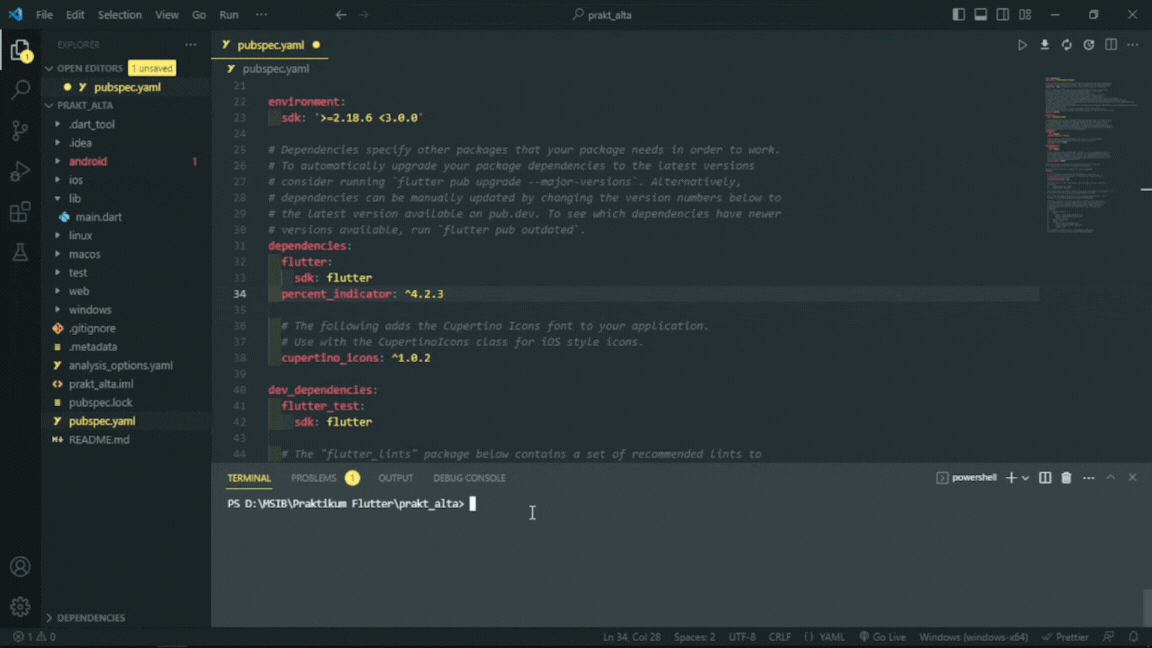 File Edit Selection View Go Run ··· prakt_alta
EXPLORER ···
OPEN EDITORS 1 unsaved
pubspec.yaml
PRAKT_ALTA
.dart_tool
.idea
android 1
ios
lib
main.dart
linux
macos
test
web
windows
.gitignore
.metadata
analysis_options.yaml
prakt_alta.iml
pubspec.lock
pubspec.yaml
README.md
DEPENDENCIES
pubspec.yaml
pubspec.yaml
21
22 environment:
23 sdk: '>=2.18.6 <3.0.0'
24
25 # Dependencies specify other packages that your package needs in order to work.
26 # To automatically upgrade your package dependencies to the latest versions
27 # consider running `flutter pub upgrade --major-versions`. Alternatively,
28 # dependencies can be manually updated by changing the version numbers below to
29 # the latest version available on pub.dev. To see which dependencies have newer
30 # versions available, run `flutter pub outdated`.
31 dependencies:
32 flutter:
33 sdk: flutter
34 percent_indicator: ^4.2.3
35
36 # The following adds the Cupertino Icons font to your application.
37 # Use with the CupertinoIcons class for iOS style icons.
38 cupertino_icons: ^1.0.2
39
40 dev_dependencies:
41 flutter_test:
42 sdk: flutter
43
44 # The "flutter_lints" package below contains a set of recommended lints to
TERMINAL PROBLEMS 1 OUTPUT DEBUG CONSOLE powershell
PS D:\MSIB\Praktikum Flutter\prakt_alta>
1 0 Ln 34, Col 28 Spaces: 2 UTF-8 CRLF {} YAML Go Live Windows (windows-x64) Prettier